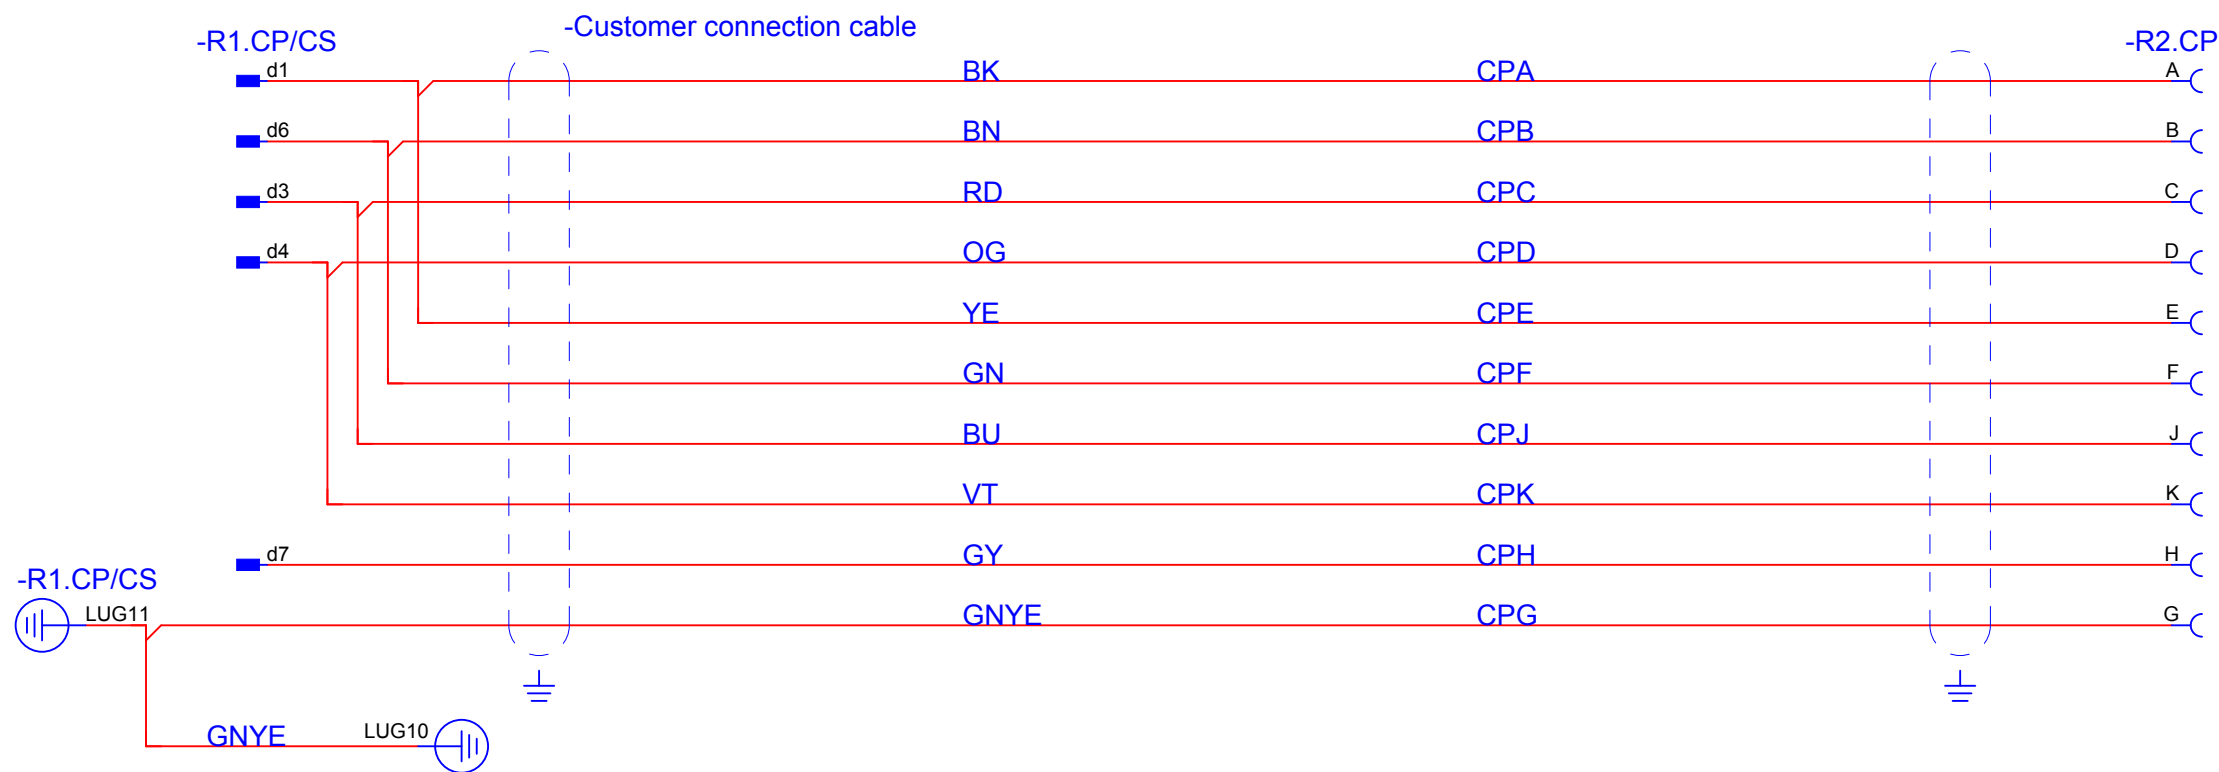 -Customer connection cable
-R1.CP/CS
-R2.CP
d1 BK CPA A
d6 BN CPB B
d3 RD CPC C
d4 OG CPD D
YE CPE E
GN CPF F
BU CPJ J
VT CPK K
d7 GY CPH H
-R1.CP/CS
LUG11 GNYE CPG G
GNYE LUG10